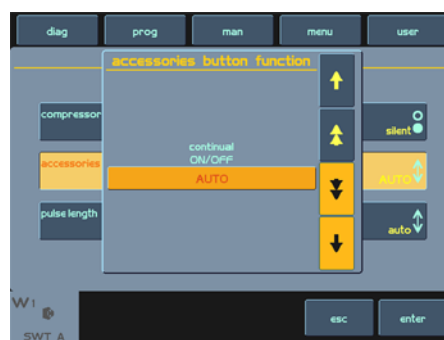 diag prog man menu user
accessories button function
compressor
silent
continual
ON/OFF
accessories
AUTO
AUTO
pulse length
auto
W1
esc enter
SWT A